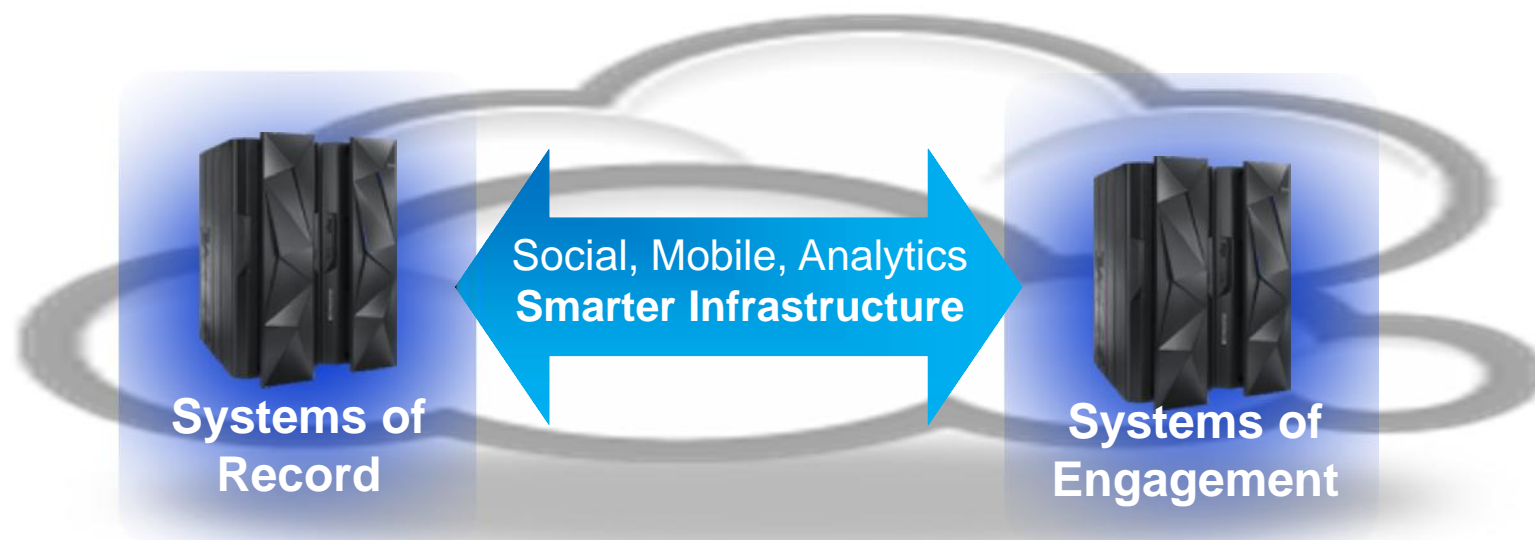 Social, Mobile, Analytics
Smarter Infrastructure
Systems of
Record
Systems of
Engagement